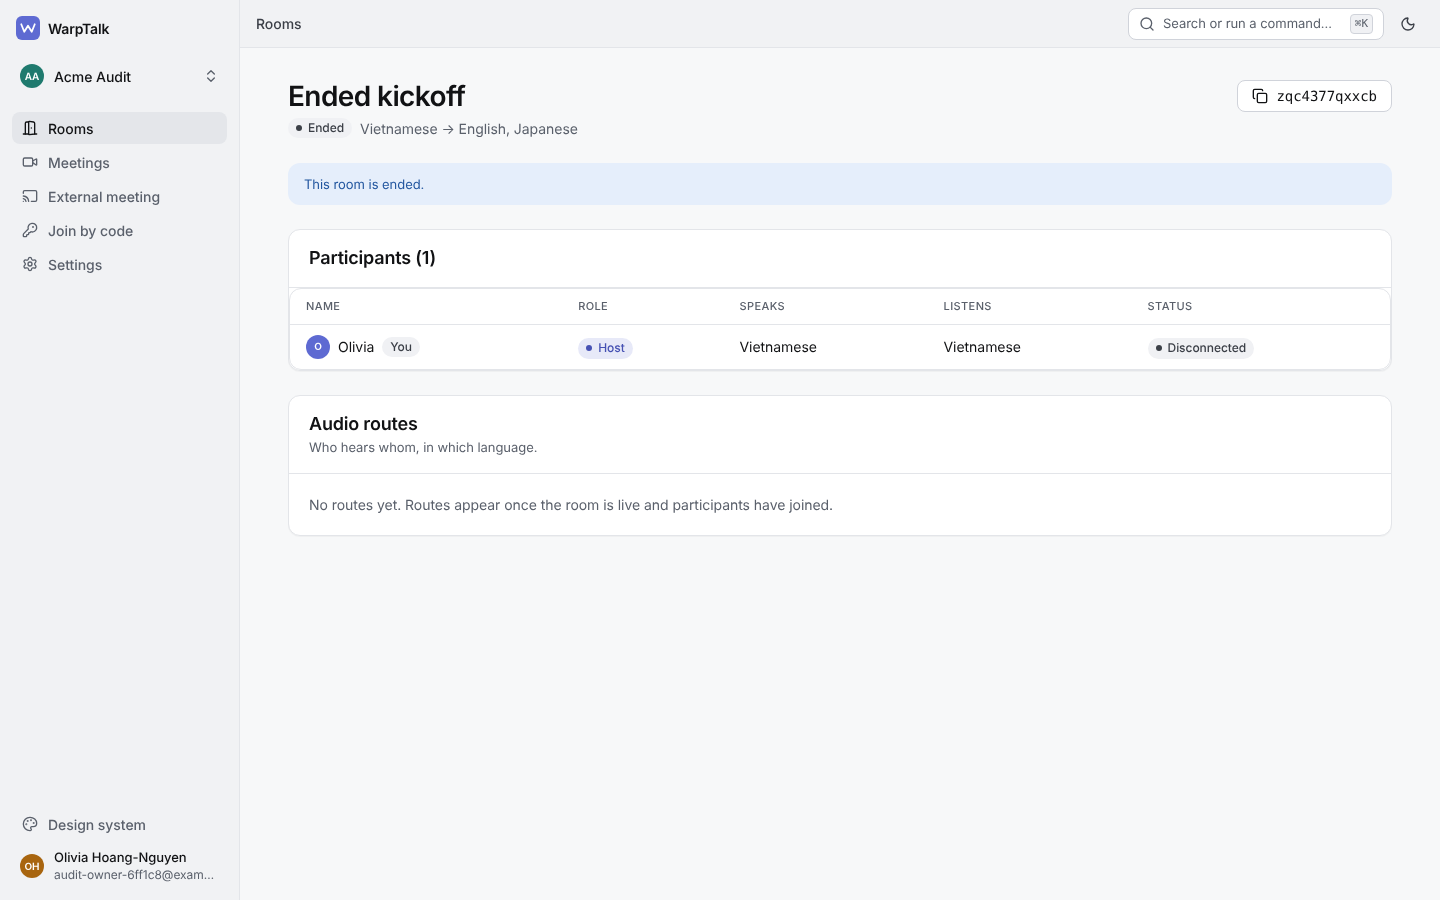 WarpTalk
Rooms
Search or run a command...
⌘K
AA
Acme Audit
Rooms
Meetings
External meeting
Join by code
Settings
Ended kickoff
zqc4377qxxcb
Ended
Vietnamese → English, Japanese
This room is ended.
Participants (1)
NAME ROLE SPEAKS LISTENS STATUS
O Olivia You Host Vietnamese Vietnamese Disconnected
Audio routes
Who hears whom, in which language.
No routes yet. Routes appear once the room is live and participants have joined.
Design system
OH
Olivia Hoang-Nguyen
audit-owner-6ff1c8@exam...